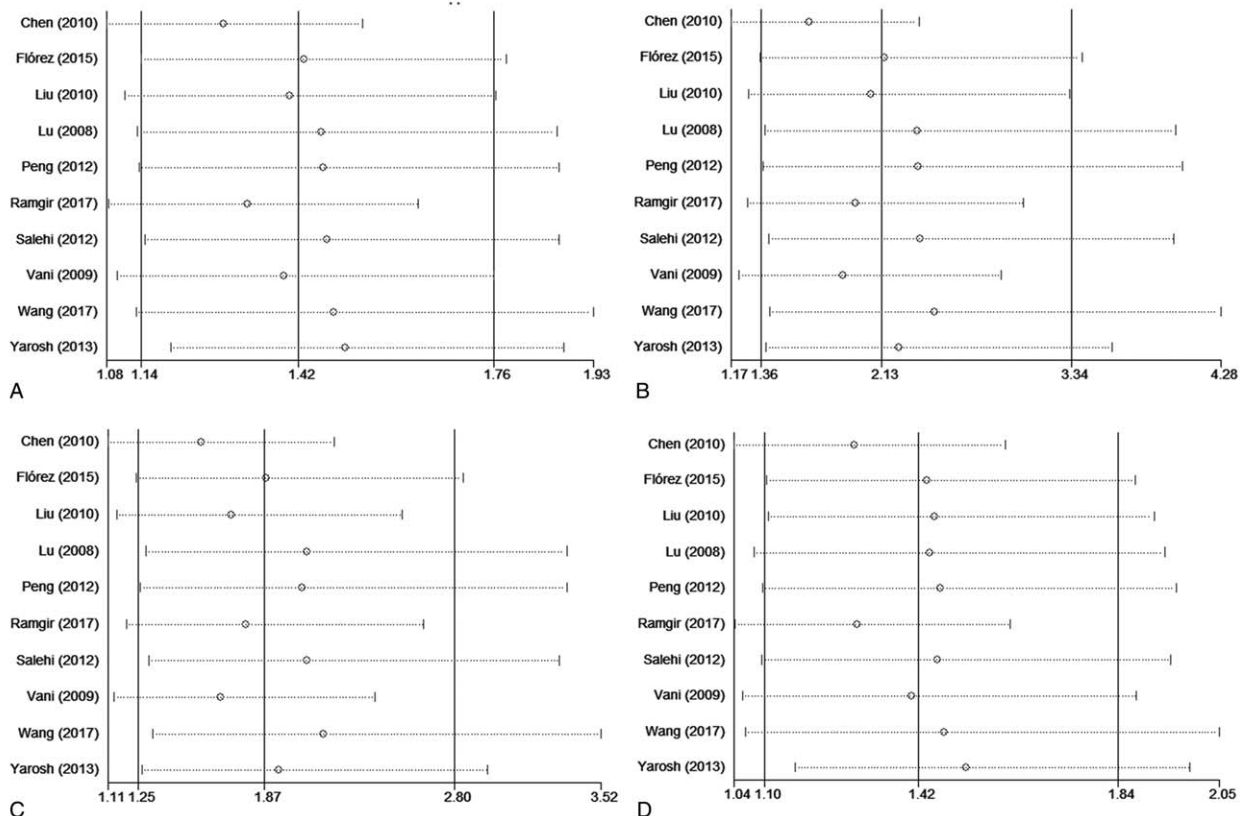 Chen (2010)
Flórez (2015)
Liu (2010)
Lu (2008)
Peng (2012)
Ramgir (2017)
Salehi (2012)
Vani (2009)
Wang (2017)
Yarosh (2013)
1.08 1.14 1.42 1.76 1.93
A
Chen (2010)
Flórez (2015)
Liu (2010)
Lu (2008)
Peng (2012)
Ramgir (2017)
Salehi (2012)
Vani (2009)
Wang (2017)
Yarosh (2013)
1.17 1.36 2.13 3.34 4.28
B
Chen (2010)
Flórez (2015)
Liu (2010)
Lu (2008)
Peng (2012)
Ramgir (2017)
Salehi (2012)
Vani (2009)
Wang (2017)
Yarosh (2013)
1.11 1.25 1.87 2.80 3.52
C
Chen (2010)
Flórez (2015)
Liu (2010)
Lu (2008)
Peng (2012)
Ramgir (2017)
Salehi (2012)
Vani (2009)
Wang (2017)
Yarosh (2013)
1.04 1.10 1.42 1.84 2.05
D